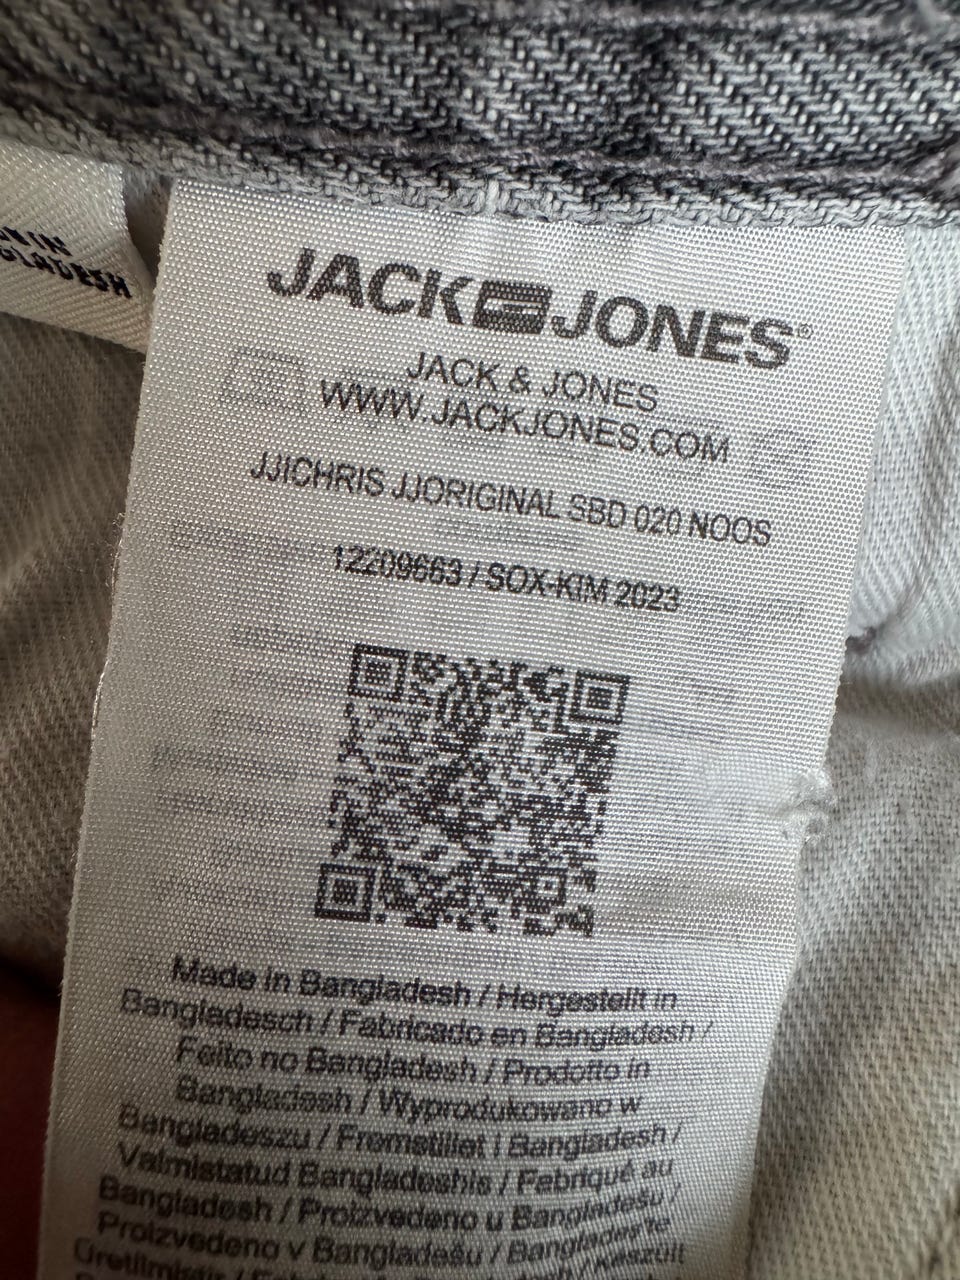 LADESH
JACK JONES®
JACK & JONES
WWW.JACKJONES.COM
JJICHRIS JJORIGINAL SBD 020 NOOS
12209663 / SOX-KIM 2023
Made in Bangladesh / Hergestellt in
Bangladesch / Fabricado en Bangladesh /
Feito no Bangladesh / Prodotto in
Bangladesh / Wyprodukowano w
Bangladeszu / Fremstillet i Bangladesh /
Valmistatud Bangladeshis / Fabriqué au
Bangladesh / Proizvedeno u Bangladešu /
Proizvedeno v Bangladešu /